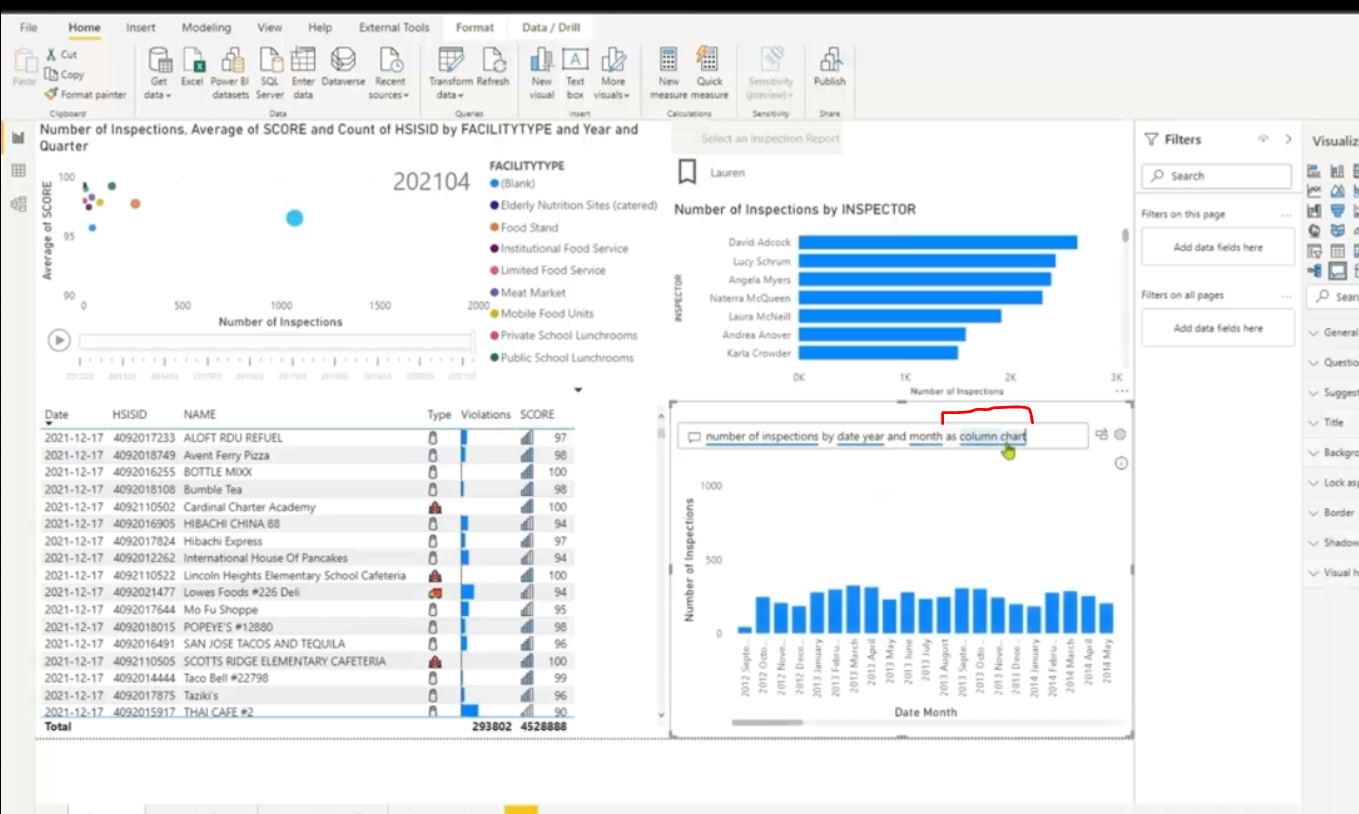 File Home Insert Modeling View Help External Tools Format Data / Drill
Paste
Cut
Copy
Format painter
Clipboard
Get data
Excel
Power BI datasets
SQL Server
Enter data
Dataverse
Recent sources
Data
Transform data
Refresh
Queries
New visual
Text box
More visuals
Insert
New measure
Quick measure
Calculations
Sensitivity (preview)
Sensitivity
Publish
Share
Number of Inspections, Average of SCORE and Count of HSISID by FACILITYTYPE and Year and
Quarter
Average of SCORE
100
95
90
202104
0 500 1000 1500 2000
Number of Inspections
FACILITYTYPE
(Blank)
Elderly Nutrition Sites (catered)
Food Stand
Institutional Food Service
Limited Food Service
Meat Market
Mobile Food Units
Private School Lunchrooms
Public School Lunchrooms
Select an Inspection Report
Lauren
Number of Inspections by INSPECTOR
INSPECTOR
David Adcock
Lucy Schrum
Angela Myers
Naterra McQueen
Laura McNeill
Andrea Anover
Karla Crowder
0K 1K 2K 3K
Number of Inspections
Date HSISID NAME Type Violations SCORE
2021-12-17 4092017233 ALOFT RDU REFUEL 97
2021-12-17 4092018749 Avent Ferry Pizza 98
2021-12-17 4092016255 BOTTLE MIXX 100
2021-12-17 4092018108 Bumble Tea 98
2021-12-17 4092110502 Cardinal Charter Academy 100
2021-12-17 4092016905 HIBACHI CHINA 88 94
2021-12-17 4092017824 Hibachi Express 97
2021-12-17 4092012262 International House Of Pancakes 94
2021-12-17 4092110522 Lincoln Heights Elementary School Cafeteria 100
2021-12-17 4092021477 Lowes Foods #226 Deli 94
2021-12-17 4092017644 Mo Fu Shoppe 95
2021-12-17 4092018015 POPEYE'S #12880 98
2021-12-17 4092016491 SAN JOSE TACOS AND TEQUILA 96
2021-12-17 4092110505 SCOTTS RIDGE ELEMENTARY CAFETERIA 100
2021-12-17 4092014444 Taco Bell #22798 99
2021-12-17 4092017875 Taziki's 96
2021-12-17 4092015917 THAI CAFE #2 90
Total 293802 4528888
number of inspections by date year and month as column chart
Number of Inspections
1000
500
0
2012 Septe...
2012 Octo...
2012 Nove...
2012 Dece...
2013 January
2013 Febru...
2013 March
2013 April
2013 May
2013 June
2013 July
2013 August
2013 Septe...
2013 Octo...
2013 Nove...
2013 Dece...
2014 January
2014 Febru...
2014 March
2014 April
2014 May
Date Month
Filters
Search
Filters on this page ...
Add data fields here
Filters on all pages ...
Add data fields here
Visualiz
Sear
General
Questio
Suggest
Title
Backgro
Lock asp
Border
Shadow
Visual h